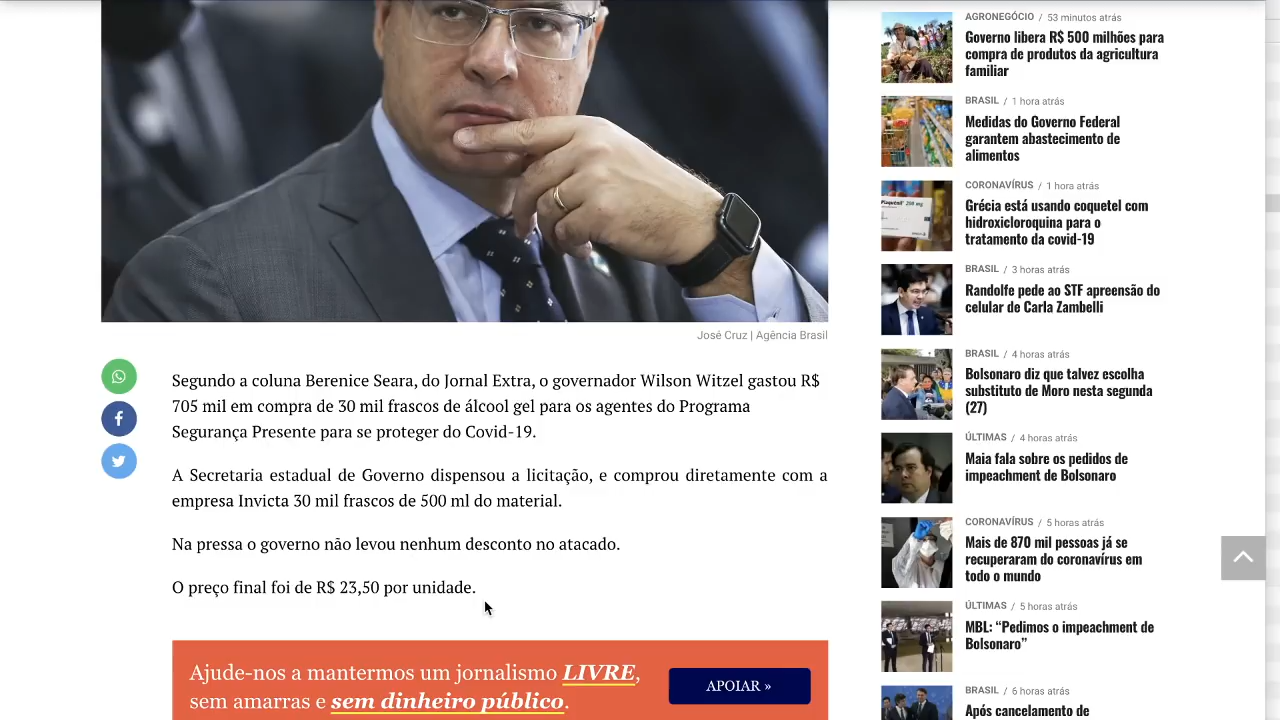 José Cruz | Agência Brasil
Segundo a coluna Berenice Seara, do Jornal Extra, o governador Wilson Witzel gastou R$
705 mil em compra de 30 mil frascos de álcool gel para os agentes do Programa
Segurança Presente para se proteger do Covid-19.
A Secretaria estadual de Governo dispensou a licitação, e comprou diretamente com a
empresa Invicta 30 mil frascos de 500 ml do material.
Na pressa o governo não levou nenhum desconto no atacado.
O preço final foi de R$ 23,50 por unidade.
Ajude-nos a mantermos um jornalismo LIVRE,
sem amarras e sem dinheiro público.
APOIAR »
AGRONEGÓCIO / 53 minutos atrás
Governo libera R$ 500 milhões para
compra de produtos da agricultura
familiar
BRASIL / 1 hora atrás
Medidas do Governo Federal
garantem abastecimento de
alimentos
CORONAVÍRUS / 1 hora atrás
Grécia está usando coquetel com
hidroxicloroquina para o
tratamento da covid-19
BRASIL / 3 horas atrás
Randolfe pede ao STF apreensão do
celular de Carla Zambelli
BRASIL / 4 horas atrás
Bolsonaro diz que talvez escolha
substituto de Moro nesta segunda
(27)
ÚLTIMAS / 4 horas atrás
Maia fala sobre os pedidos de
impeachment de Bolsonaro
CORONAVÍRUS / 5 horas atrás
Mais de 870 mil pessoas já se
recuperaram do coronavírus em
todo o mundo
ÚLTIMAS / 5 horas atrás
MBL: “Pedimos o impeachment de
Bolsonaro”
BRASIL / 6 horas atrás
Após cancelamento de